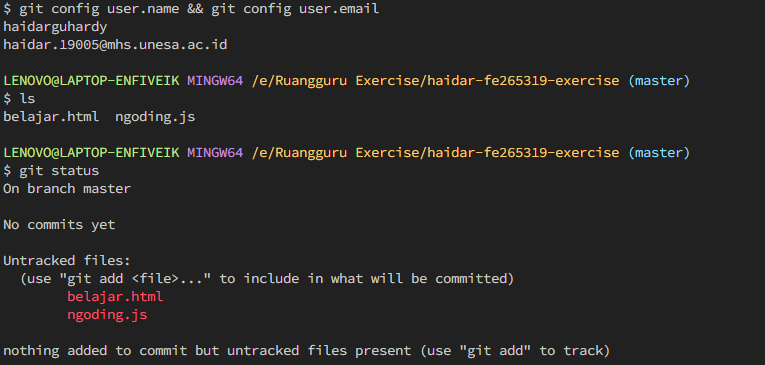 $ git config user.name && git config user.email
haidarguhardy
haidar.19005@mhs.unesa.ac.id
LENOVO@LAPTOP-ENFIVEIK MINGW64 /e/Ruangguru Exercise/haidar-fe265319-exercise (master)
$ ls
belajar.html  ngoding.js
LENOVO@LAPTOP-ENFIVEIK MINGW64 /e/Ruangguru Exercise/haidar-fe265319-exercise (master)
$ git status
On branch master
No commits yet
Untracked files:
(use "git add <file>..." to include in what will be committed)
belajar.html
ngoding.js
nothing added to commit but untracked files present (use "git add" to track)